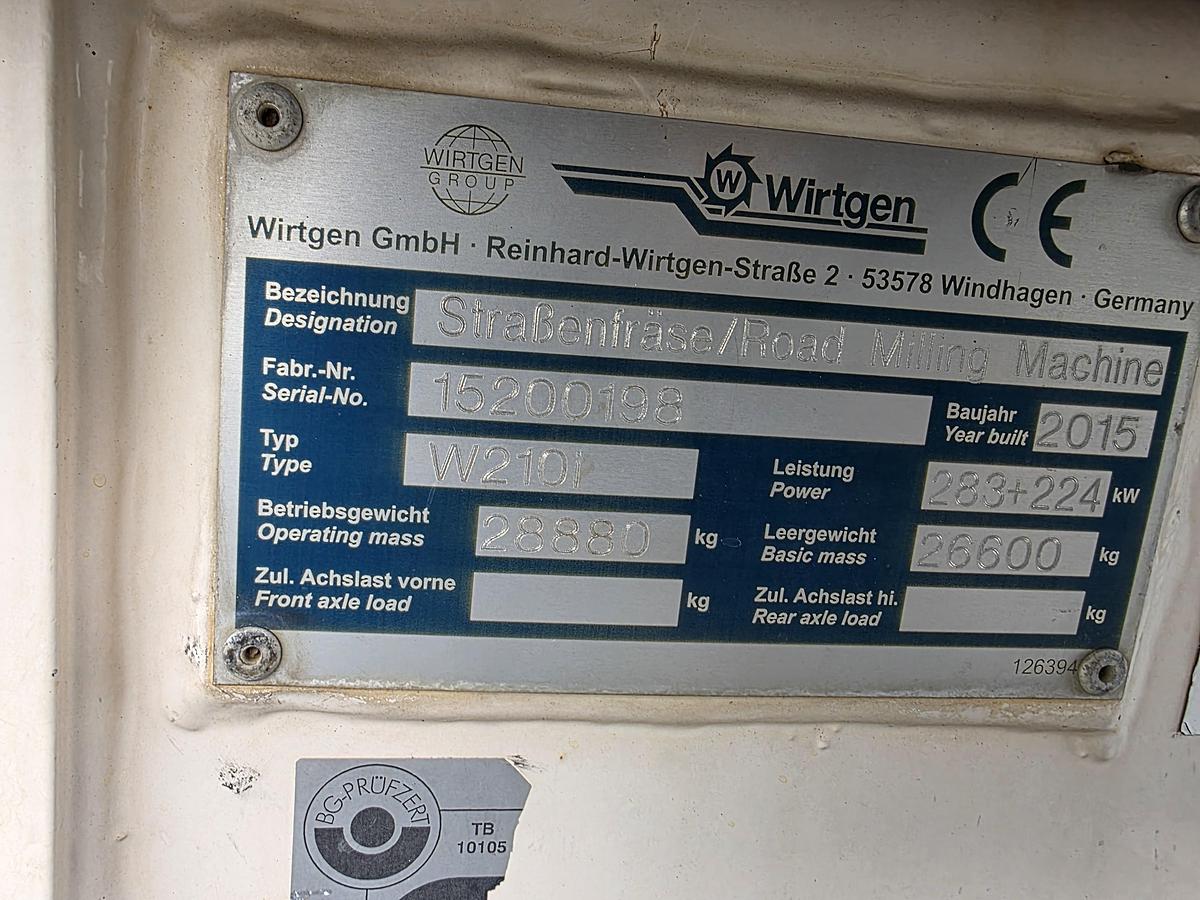 WIRTGEN
GROUP
W Wirtgen CE
Wirtgen GmbH · Reinhard-Wirtgen-Straße 2 · 53578 Windhagen · Germany
Bezeichnung Straßenfräse/Road Milling Machine
Designation
Fabr.-Nr. 15200198 Baujahr 2015
Serial-No. Year built
Typ W210i Leistung 283+224 kW
Type Power
Betriebsgewicht 28880 kg Leergewicht 26600 kg
Operating mass Basic mass
Zul. Achslast vorne kg Zul. Achslast hi. kg
Front axle load Rear axle load
126394
BG-PRÜFZERT
TB
10105